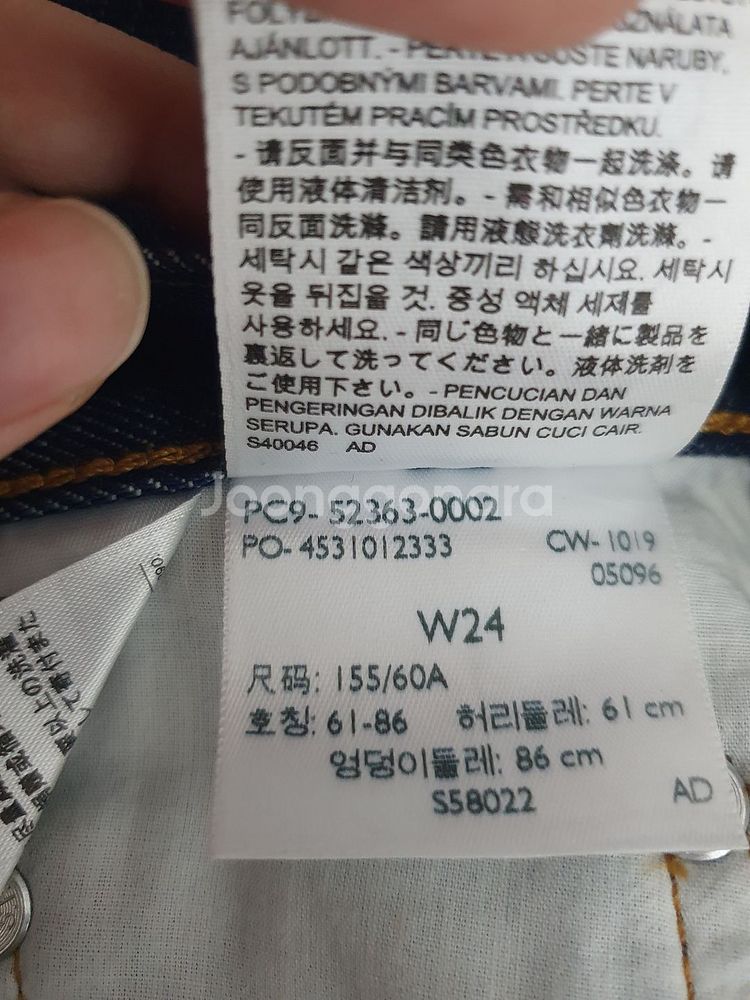 AJÁNLOTT. - PERTE A
NARUBY,
S PODOBNÝMI BARVAMI. PERTE V
TEKUTÉM PRACÍM PROSTŘEDKU.
- 请反面并与同类色衣物一起洗涤。请
使用液体清洁剂。- 需和相似色衣物一
同反面洗滌。請用液態洗衣劑洗滌。-
세탁시 같은 색상끼리 하십시요. 세탁시
옷을 뒤집을 것. 중성 액체 세제를
사용하세요. - 同じ色物と一緒に製品を
裏返して洗ってください。液体洗剤を
ご使用下さい。- PENCUCIAN DAN
PENGERINGAN DIBALIK DENGAN WARNA
SERUPA. GUNAKAN SABUN CUCI CAIR.
S40046 AD
Joonggonara
PC9- 52363-0002
PO- 4531012333 CW- 1019
05096
W24
尺码: 155/60A
호칭: 61-86 허리둘레: 61 cm
엉덩이둘레: 86 cm
S58022 AD